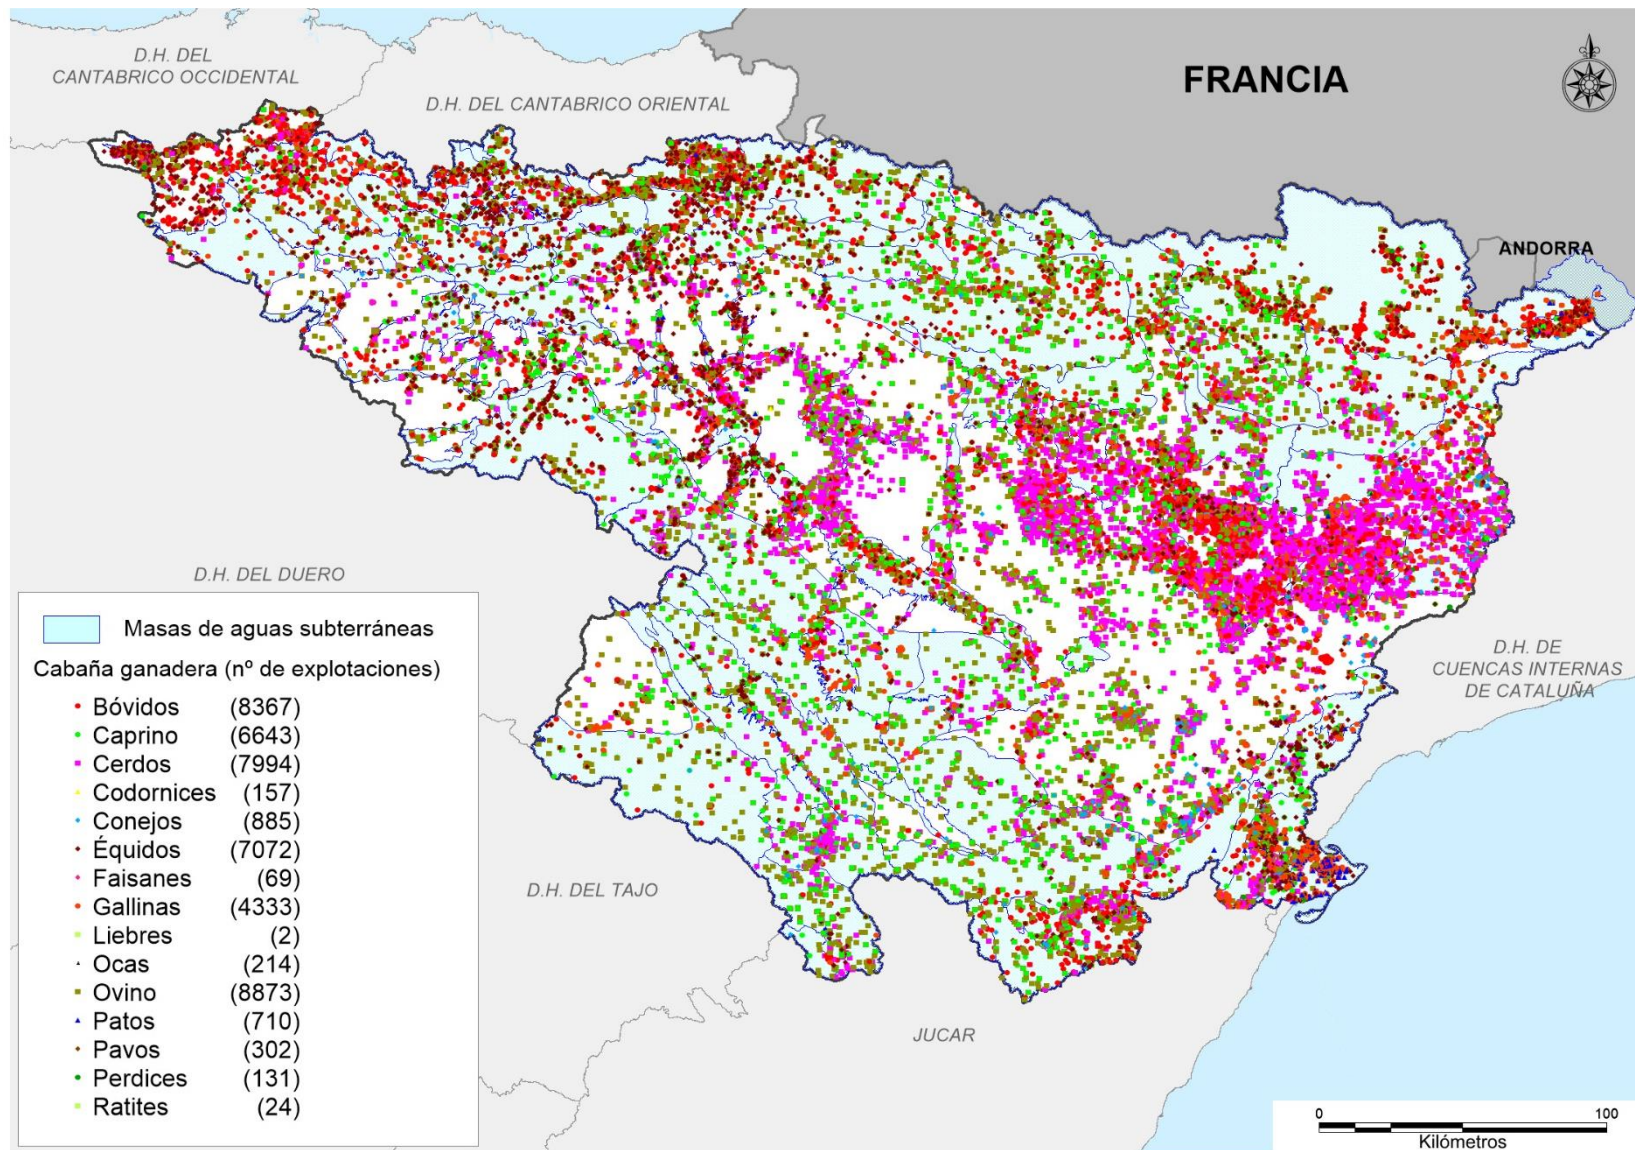 D.H. DEL
CANTABRICO OCCIDENTAL
D.H. DEL CANTABRICO ORIENTAL
FRANCIA
ANDORRA
D.H. DEL DUERO
D.H. DE
CUENCAS INTERNAS
DE CATALUÑA
D.H. DEL TAJO
JUCAR
Masas de aguas subterráneas
Cabaña ganadera (nº de explotaciones)
Bóvidos (8367)
Caprino (6643)
Cerdos (7994)
Codornices (157)
Conejos (885)
Équidos (7072)
Faisanes (69)
Gallinas (4333)
Liebres (2)
Ocas (214)
Ovino (8873)
Patos (710)
Pavos (302)
Perdices (131)
Ratites (24)
0 100
Kilómetros